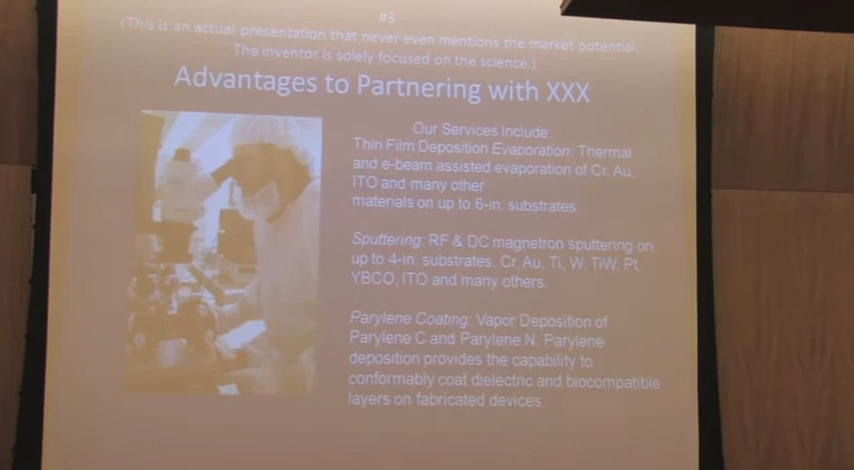 #3
(This is an actual presentation that never even mentions the market potential.
The inventor is solely focused on the science.)
Advantages to Partnering with XXX
Our Services Include:
Thin Film Deposition Evaporation: Thermal
and e-beam assisted evaporation of Cr, Au,
ITO and many other
materials on up to 6-in. substrates.
Sputtering: RF & DC magnetron sputtering on
up to 4-in. substrates. Cr, Au, Ti, W, TiW, Pt,
YBCO, ITO and many others.
Parylene Coating: Vapor Deposition of
Parylene C and Parylene N. Parylene
deposition provides the capability to
conformably coat dielectric and biocompatible
layers on fabricated devices.